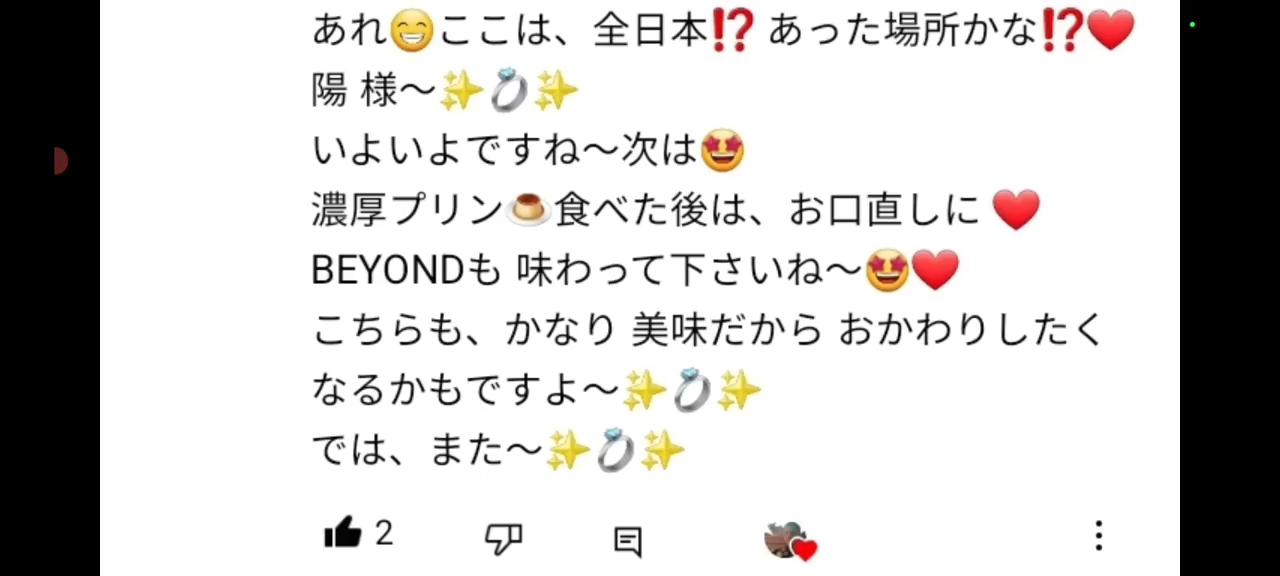 あれ😁ここは、全日本⁉️ あった場所かな⁉️❤️
陽 様〜✨💍✨
いよいよですね〜次は🤩
濃厚プリン🍮食べた後は、お口直しに ❤️
BEYONDも 味わって下さいね〜🤩❤️
こちらも、かなり 美味だから おかわりしたく
なるかもですよ〜✨💍✨
では、また〜✨💍✨
2